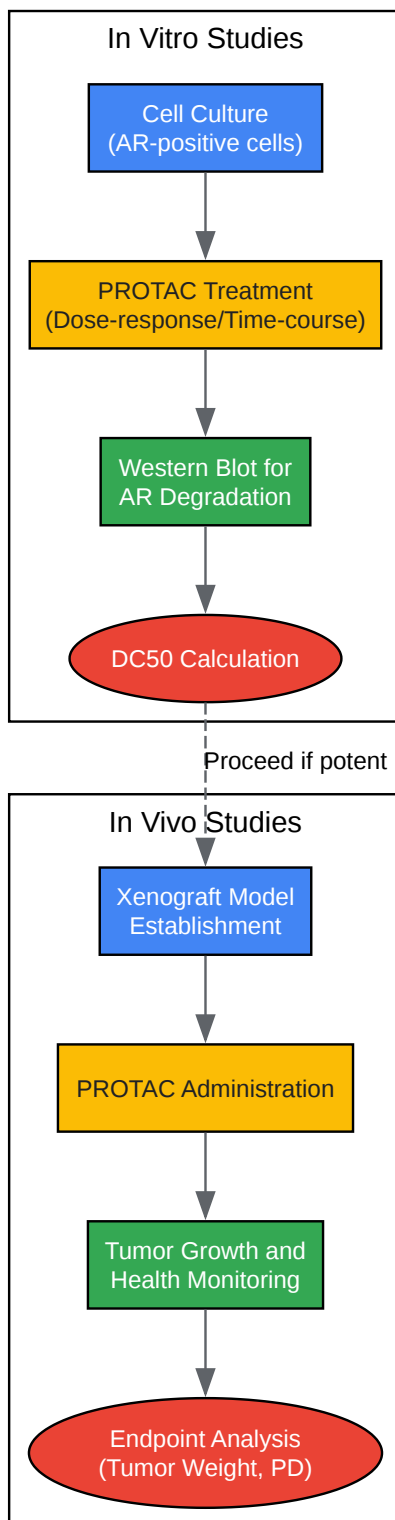 In Vitro Studies
Cell Culture
(AR-positive cells)
PROTAC Treatment
(Dose-response/Time-course)
Western Blot for
AR Degradation
DC50 Calculation
Proceed if potent
In Vivo Studies
Xenograft Model
Establishment
PROTAC Administration
Tumor Growth and
Health Monitoring
Endpoint Analysis
(Tumor Weight, PD)